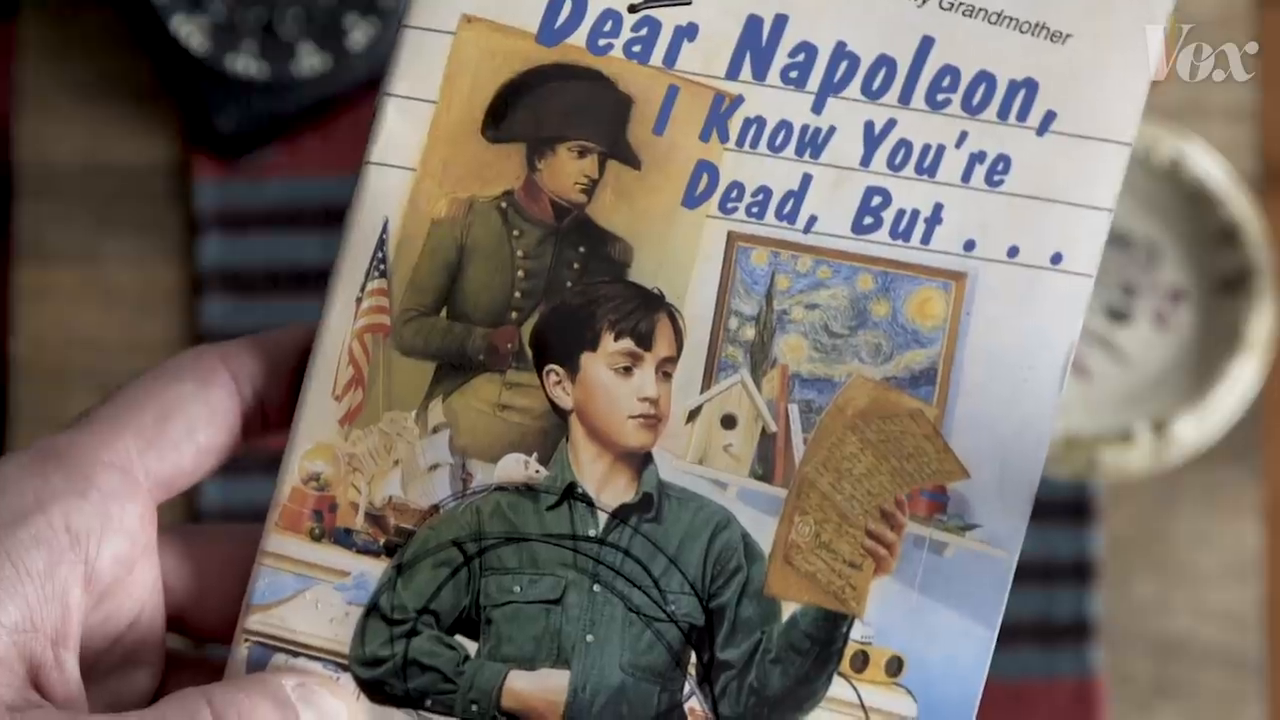 y Grandmother
Vox
Dear Napoleon,
I Know You're
Dead, But . . .